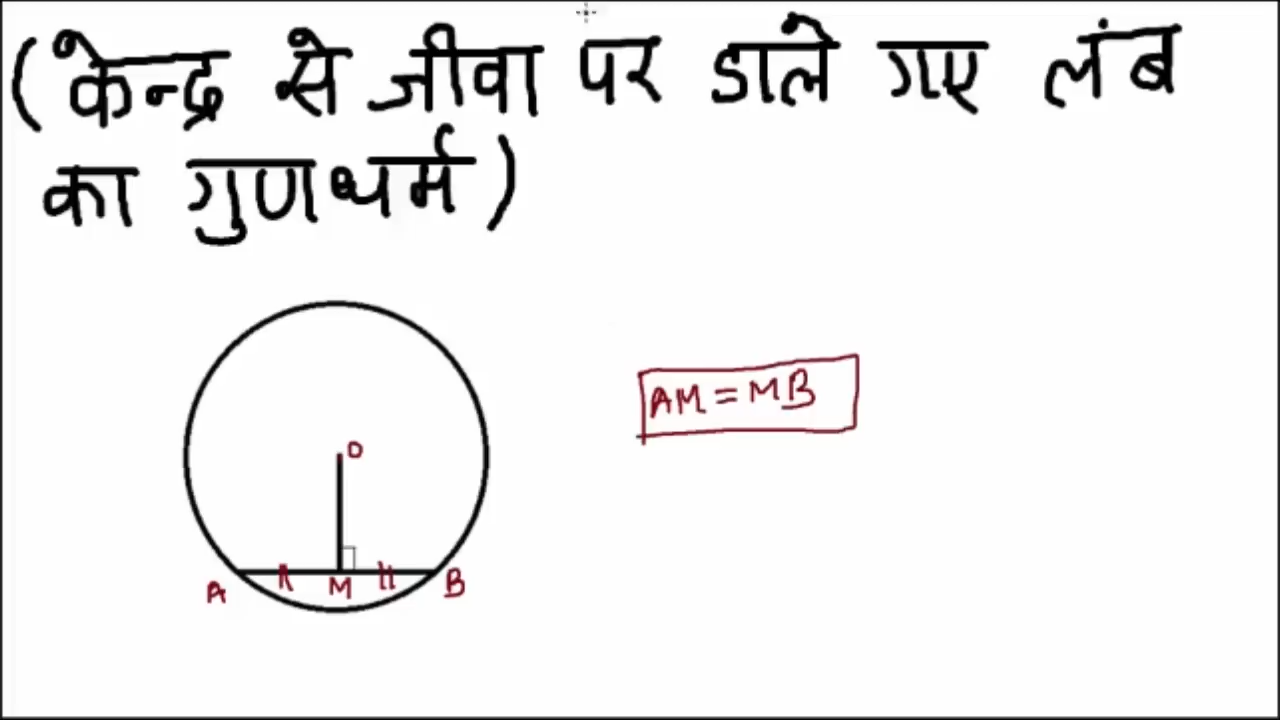 (केन्द्र से जीवा पर डाले गए लंब
का गुणधर्म)
AM = MB
O
A M B